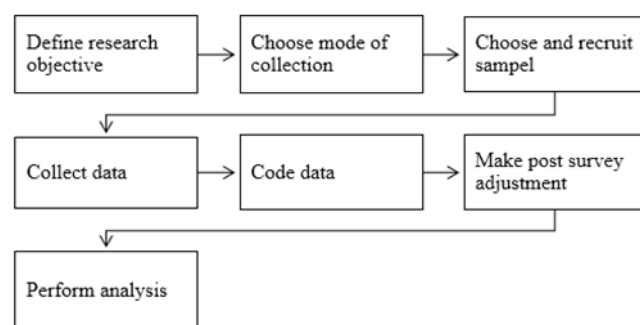 Define research
objective
Choose mode of
collection
Choose and recruit
sampel
Collect data
Code data
Make post survey
adjustment
Perform analysis